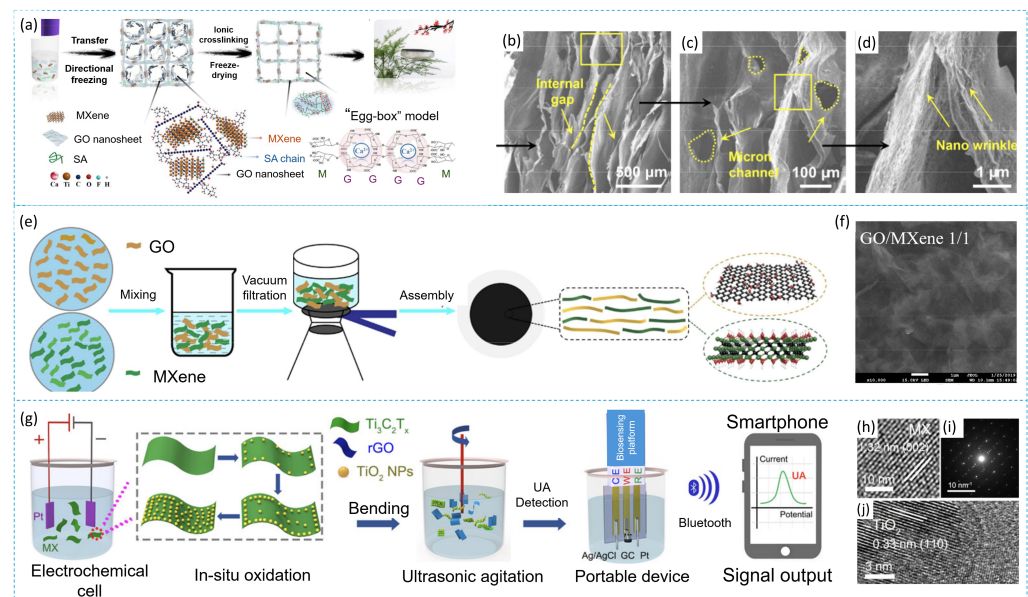 (a)
Transfer
Directional
freezing
Ionic
crosslinking
Freeze-
drying
MXene
GO nanosheet
SA
Ca Ti C O F H
MXene
SA chain
GO nanosheet
“Egg-box” model
Ca²⁺ Ca²⁺
M G G G G M
(b)
Internal
gap
500 μm
(c)
Micron
channel
100 μm
(d)
Nano wrinkle
1 μm
(e)
GO
MXene
Mixing
Vacuum
filtration
Assembly
(f)
GO/MXene 1/1
(g)
+ −
Pt
MX
Electrochemical
cell
In-situ oxidation
Ti₃C₂Tₓ
rGO
TiO₂ NPs
Bending
Ultrasonic agitation
UA
Detection
Biosensing
platform
CE WE RE
Ag/AgCl GC Pt
Portable device
Bluetooth
Smartphone
Current
UA
Potential
Signal output
(h)
MX
(002)
10 nm
(i)
10 nm⁻¹
(j)
TiO
0.33 nm (110)
3 nm